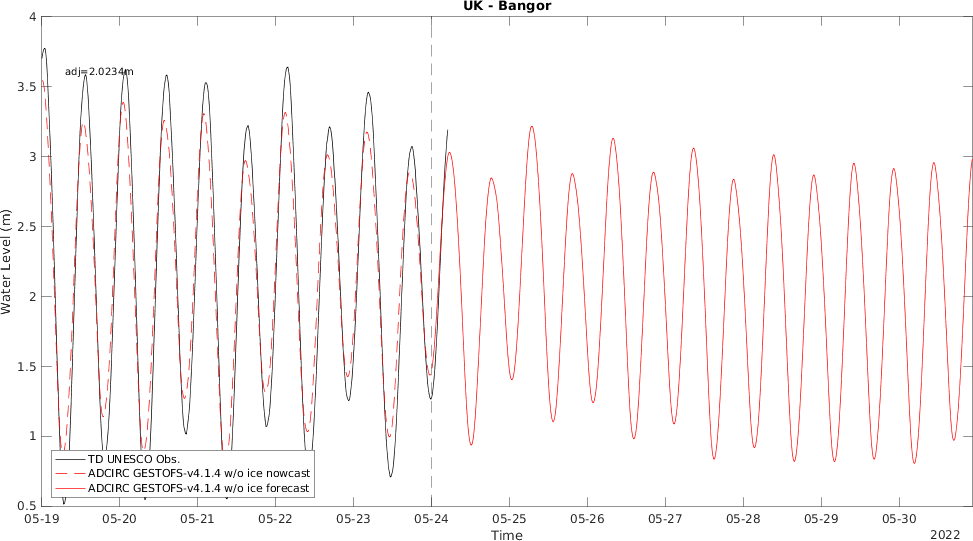 UK - Bangor
4
3.5
3
2.5
2
1.5
1
0.5
Water Level (m)
adj=2.0234m
TD UNESCO Obs.
ADCIRC GESTOFS-v4.1.4 w/o ice nowcast
ADCIRC GESTOFS-v4.1.4 w/o ice forecast
05-19 05-20 05-21 05-22 05-23 05-24 05-25 05-26 05-27 05-28 05-29 05-30
Time
2022